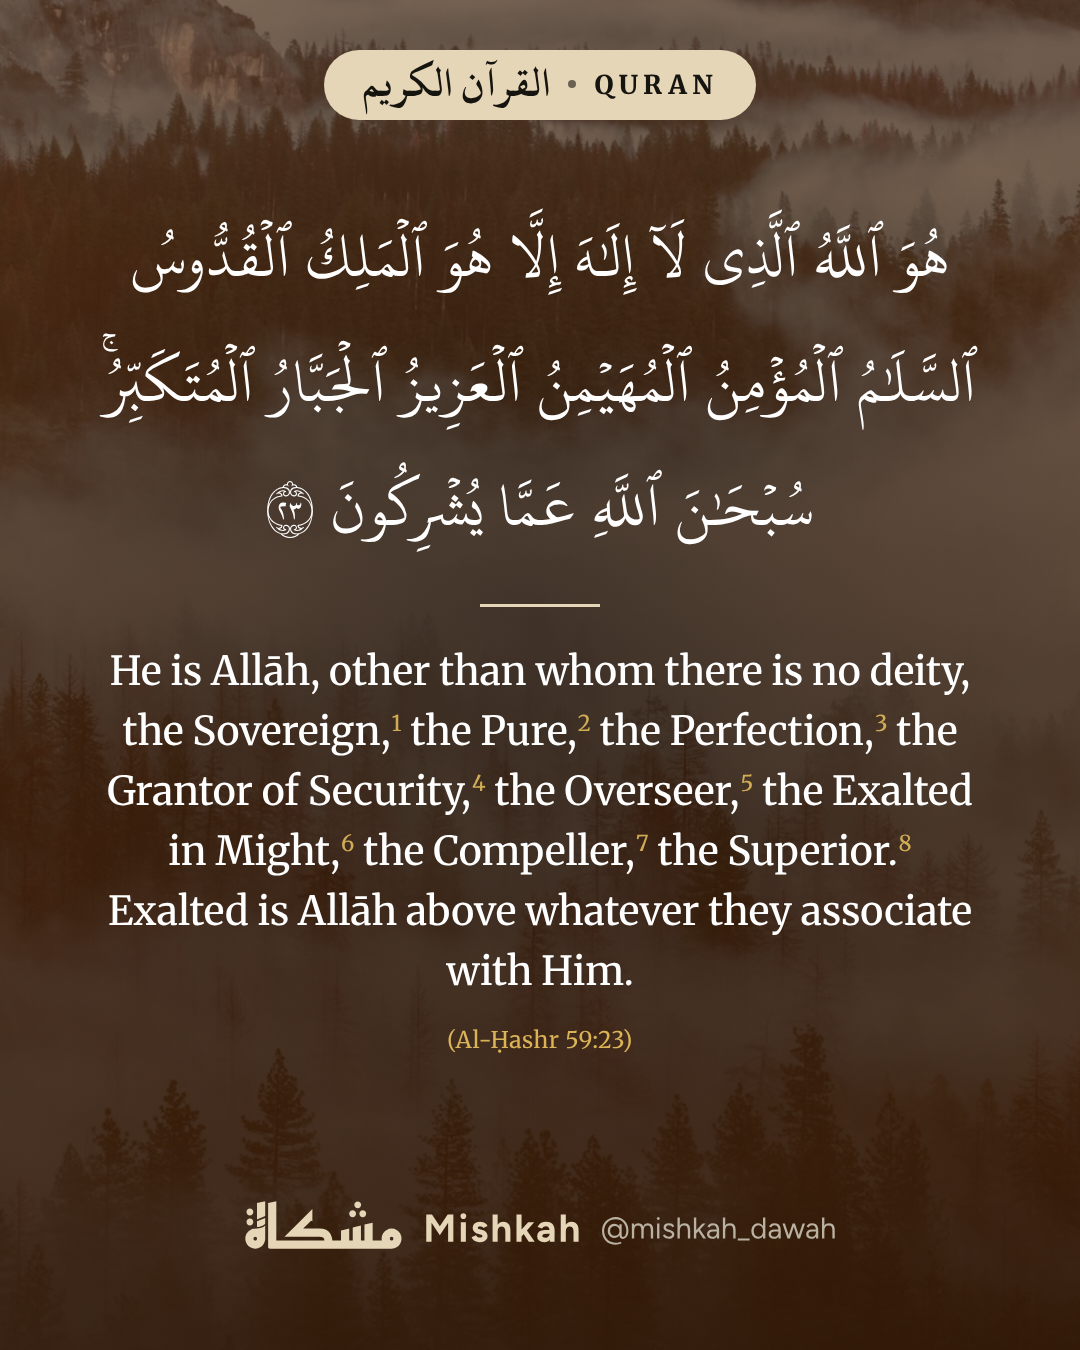 القرآن الكريم • QURAN
هُوَ ٱللَّهُ ٱلَّذِى لَآ إِلَـٰهَ إِلَّا هُوَ ٱلْمَلِكُ ٱلْقُدُّوسُ
ٱلسَّلَـٰمُ ٱلْمُؤْمِنُ ٱلْمُهَيْمِنُ ٱلْعَزِيزُ ٱلْجَبَّارُ ٱلْمُتَكَبِّرُ ۚ
سُبْحَـٰنَ ٱللَّهِ عَمَّا يُشْرِكُونَ ٢٣
He is Allāh, other than whom there is no deity,
the Sovereign,¹ the Pure,² the Perfection,³ the
Grantor of Security,⁴ the Overseer,⁵ the Exalted
in Might,⁶ the Compeller,⁷ the Superior.⁸
Exalted is Allāh above whatever they associate
with Him.
(Al-Ḥashr 59:23)
مشكاة Mishkah @mishkah_dawah